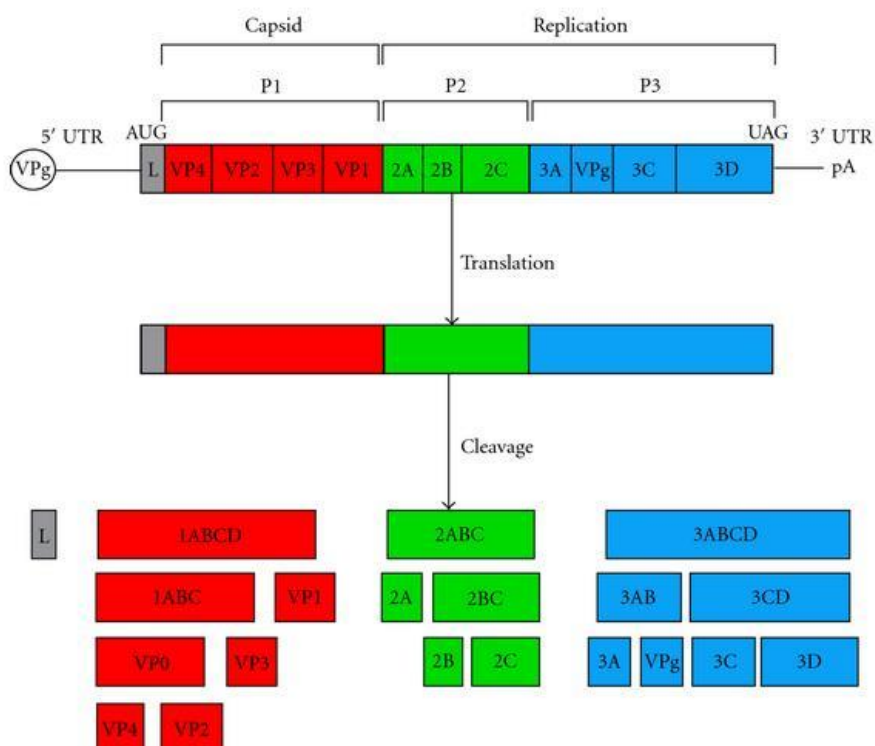 Capsid Replication
P1 P2 P3
5′ UTR AUG UAG 3′ UTR
VPg L VP4 VP2 VP3 VP1 2A 2B 2C 3A VPg 3C 3D pA
Translation
Cleavage
L 1ABCD 2ABC 3ABCD
1ABC VP1 2A 2BC 3AB 3CD
VP0 VP3 2B 2C 3A VPg 3C 3D
VP4 VP2